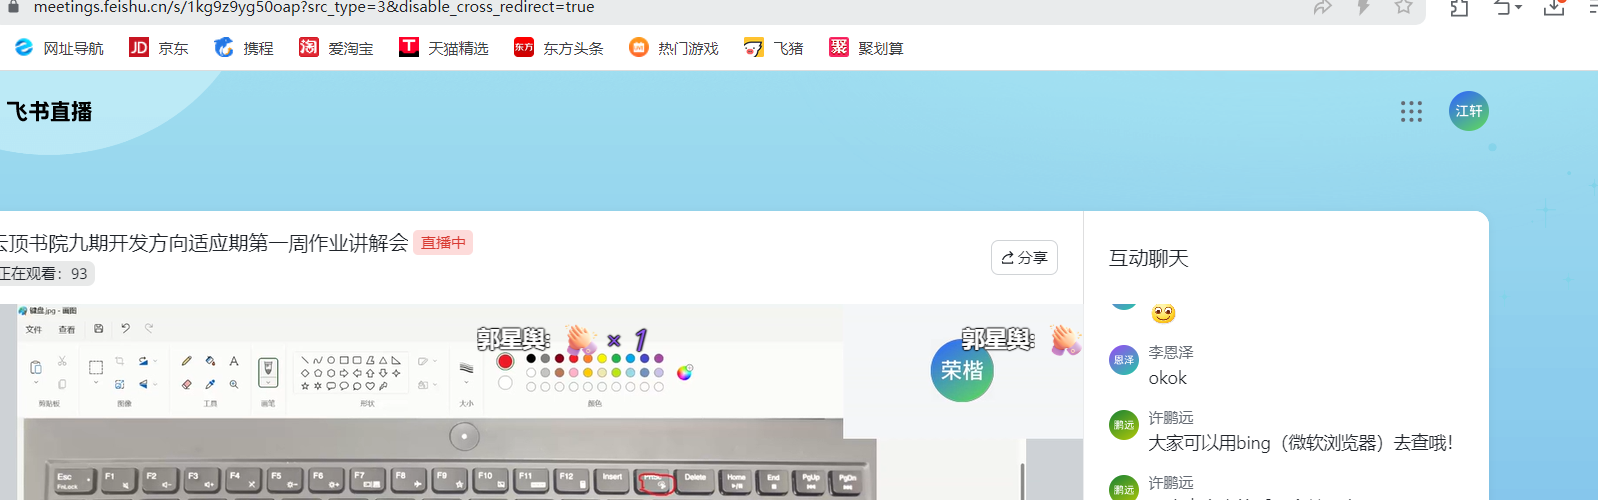 meetings.feishu.cn/s/1kg9z9yg50oap?src_type=3&disable_cross_redirect=true
网址导航 JD 京东 携程 淘 爱淘宝 T 天猫精选 东方 东方头条 热门游戏 飞猪 聚 聚划算
飞书直播
江轩
云顶书院九期开发方向适应期第一周作业讲解会 直播中
正在观看：93
分享
互动聊天
键盘.jpg - 画图
文件 查看
郭星舆: × 1
郭星舆:
荣楷
剪贴板 图像 工具 画笔 形状 大小 颜色
恩泽 李恩泽
okok
鹏远 许鹏远
大家可以用bing（微软浏览器）去查哦！
鹏远 许鹏远
Esc FnLock F1 F2 F3 F4 F5 F6 F7 F8 F9 F10 F11 F12 Insert PrtSc Delete Home End PgUp PgDn